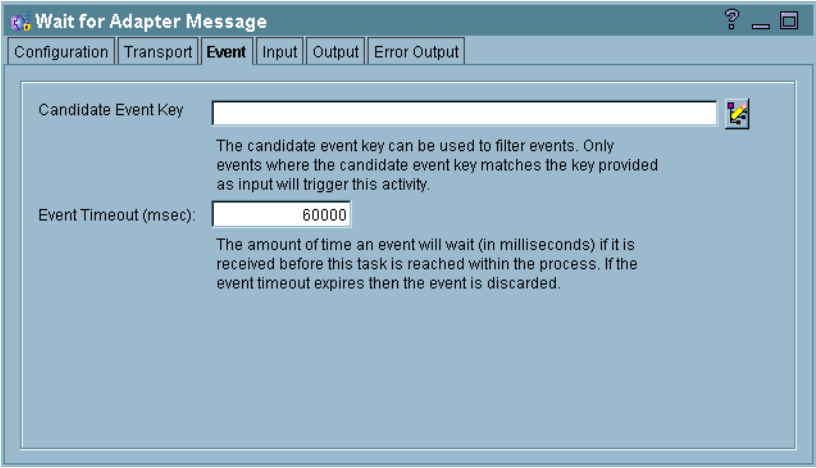 Wait for Adapter Message
Configuration Transport Event Input Output Error Output
Candidate Event Key
The candidate event key can be used to filter events. Only
events where the candidate event key matches the key provided
as input will trigger this activity.
Event Timeout (msec): 60000
The amount of time an event will wait (in milliseconds) if it is
received before this task is reached within the process. If the
event timeout expires then the event is discarded.